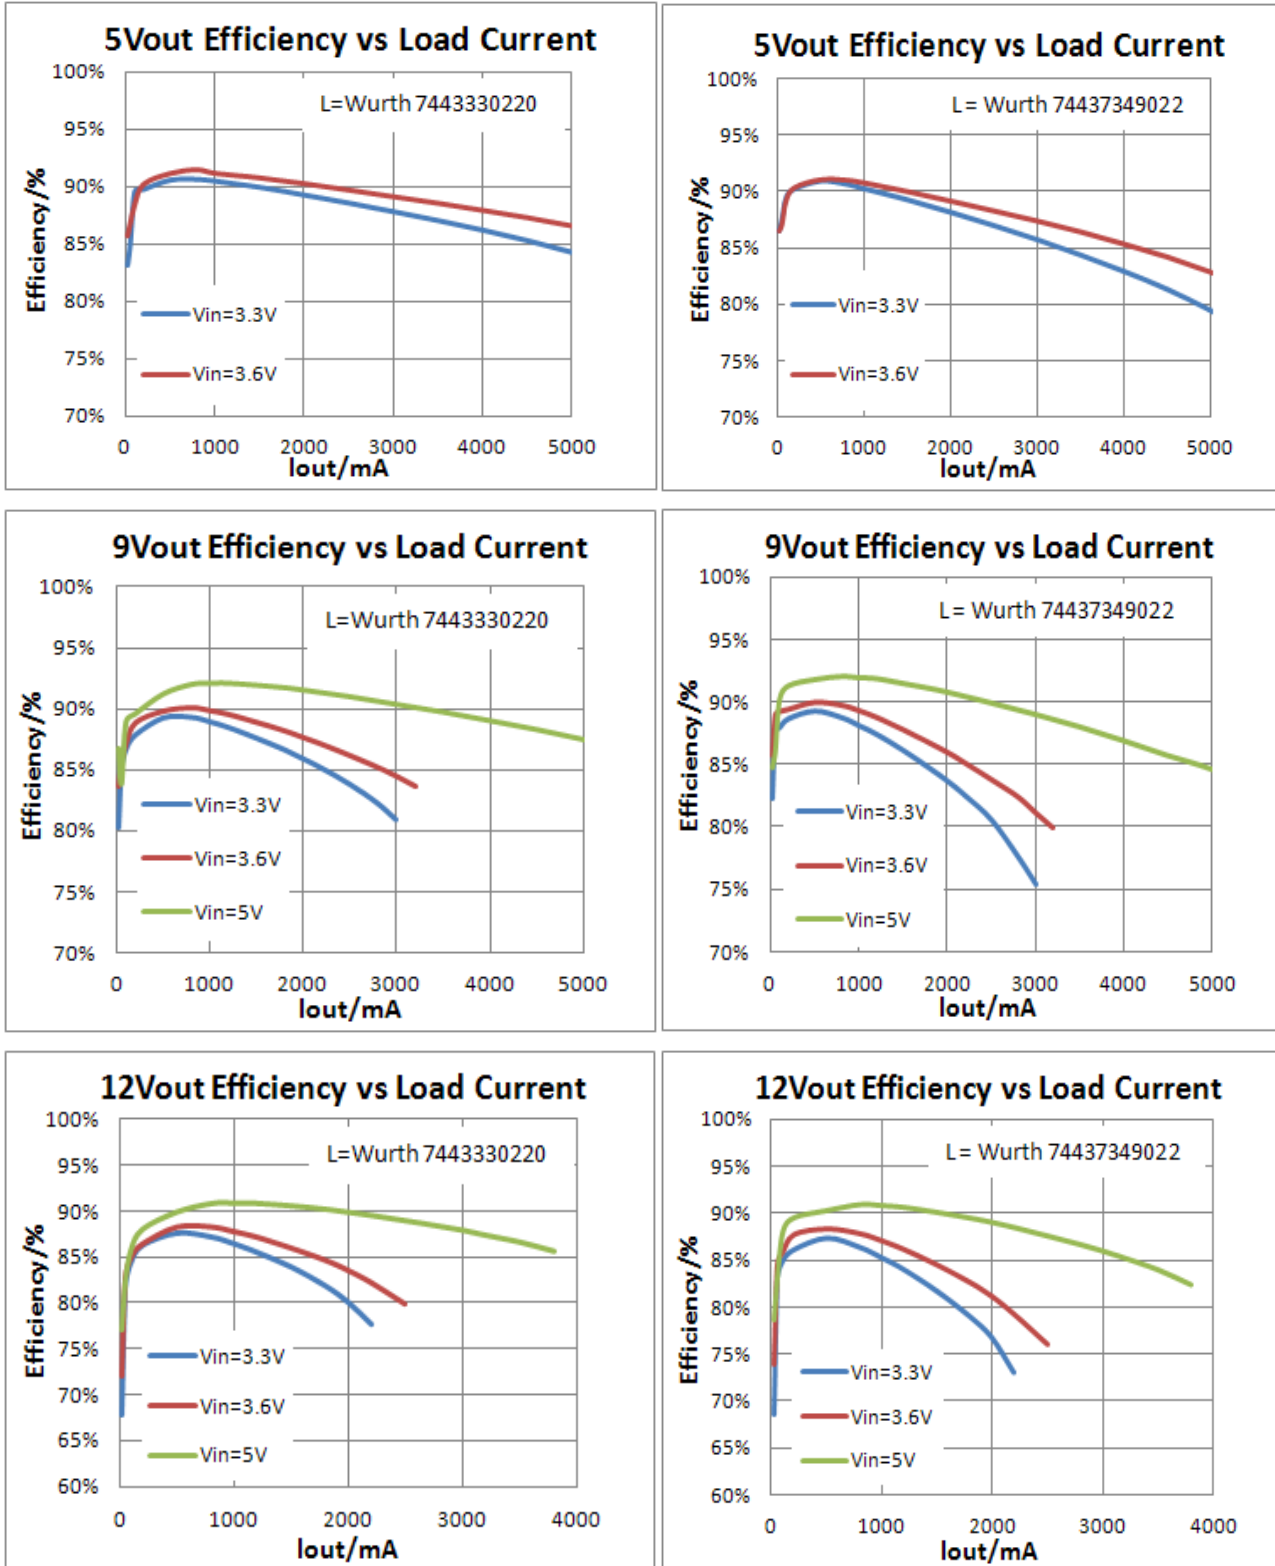 5Vout Efficiency vs Load Current
L=Wurth 7443330220
Efficiency/%
100%
95%
90%
85%
80%
75%
70%
Vin=3.3V
Vin=3.6V
0 1000 2000 3000 4000 5000
Iout/mA
5Vout Efficiency vs Load Current
L= Wurth 74437349022
Efficiency/%
100%
95%
90%
85%
80%
75%
70%
Vin=3.3V
Vin=3.6V
0 1000 2000 3000 4000 5000
Iout/mA
9Vout Efficiency vs Load Current
L=Wurth 7443330220
Efficiency/%
100%
95%
90%
85%
80%
75%
70%
Vin=3.3V
Vin=3.6V
Vin=5V
0 1000 2000 3000 4000 5000
Iout/mA
9Vout Efficiency vs Load Current
L= Wurth 74437349022
Efficiency/%
100%
95%
90%
85%
80%
75%
70%
Vin=3.3V
Vin=3.6V
Vin=5V
0 1000 2000 3000 4000 5000
Iout/mA
12Vout Efficiency vs Load Current
L=Wurth 7443330220
Efficiency/%
100%
95%
90%
85%
80%
75%
70%
65%
60%
Vin=3.3V
Vin=3.6V
Vin=5V
0 1000 2000 3000 4000
Iout/mA
12Vout Efficiency vs Load Current
L= Wurth 74437349022
Efficiency/%
100%
95%
90%
85%
80%
75%
70%
65%
60%
Vin=3.3V
Vin=3.6V
Vin=5V
0 1000 2000 3000 4000
Iout/mA